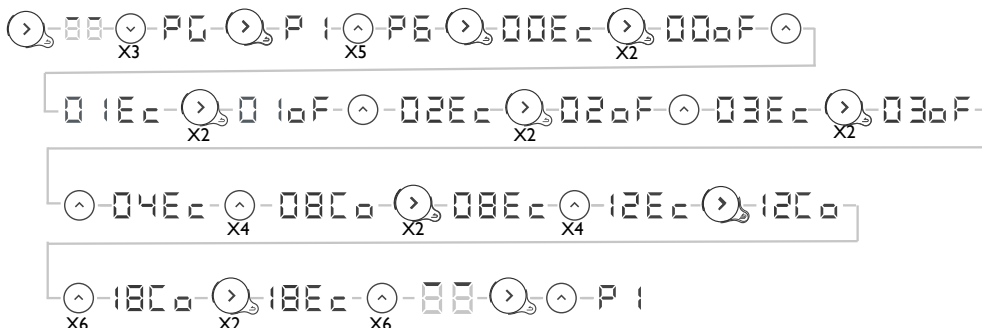 88 PG P 1 P6 00Ec 00oF
X3 X5 X2
01Ec 01oF 02Ec 02oF 03Ec 03oF
X2 X2 X2
04Ec 08Co 08Ec 12Ec 12Co
X4 X2 X4
18Co 18Ec 88 P 1
X6 X2 X6